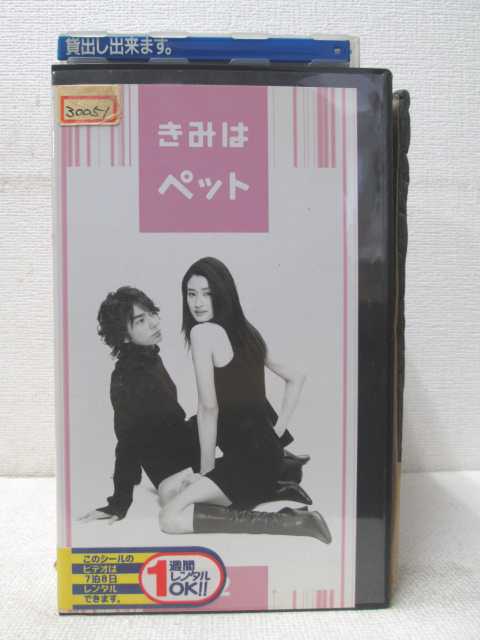 貸出し出来ます。
30051
きみは
ペット
このシールの
ビデオは
7泊8日
レンタル
できます。
1週間
レンタル
OK!!
2